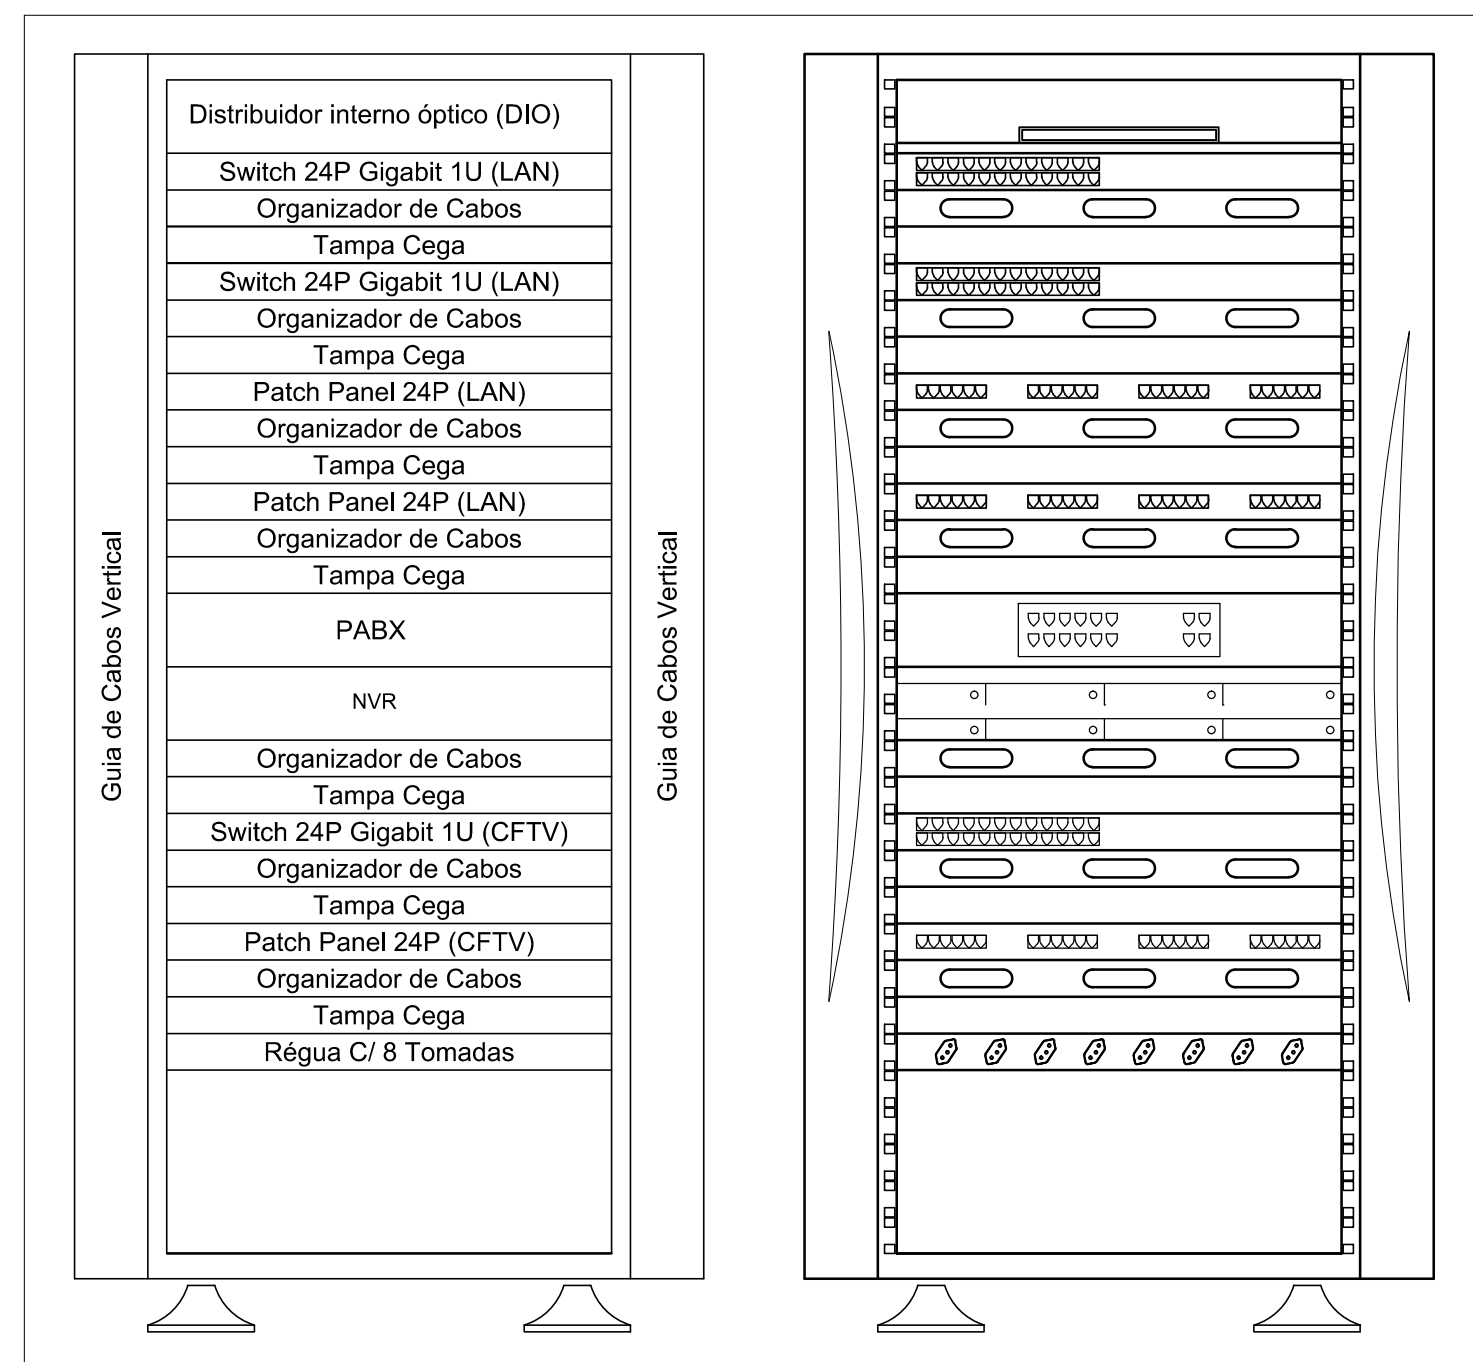 Distribuidor interno óptico (DIO)
Switch 24P Gigabit 1U (LAN)
Organizador de Cabos
Tampa Cega
Switch 24P Gigabit 1U (LAN)
Organizador de Cabos
Tampa Cega
Patch Panel 24P (LAN)
Organizador de Cabos
Tampa Cega
Patch Panel 24P (LAN)
Organizador de Cabos
Tampa Cega
PABX
NVR
Organizador de Cabos
Tampa Cega
Switch 24P Gigabit 1U (CFTV)
Organizador de Cabos
Tampa Cega
Patch Panel 24P (CFTV)
Organizador de Cabos
Tampa Cega
Régua C/ 8 Tomadas
Guia de Cabos Vertical
Guia de Cabos Vertical